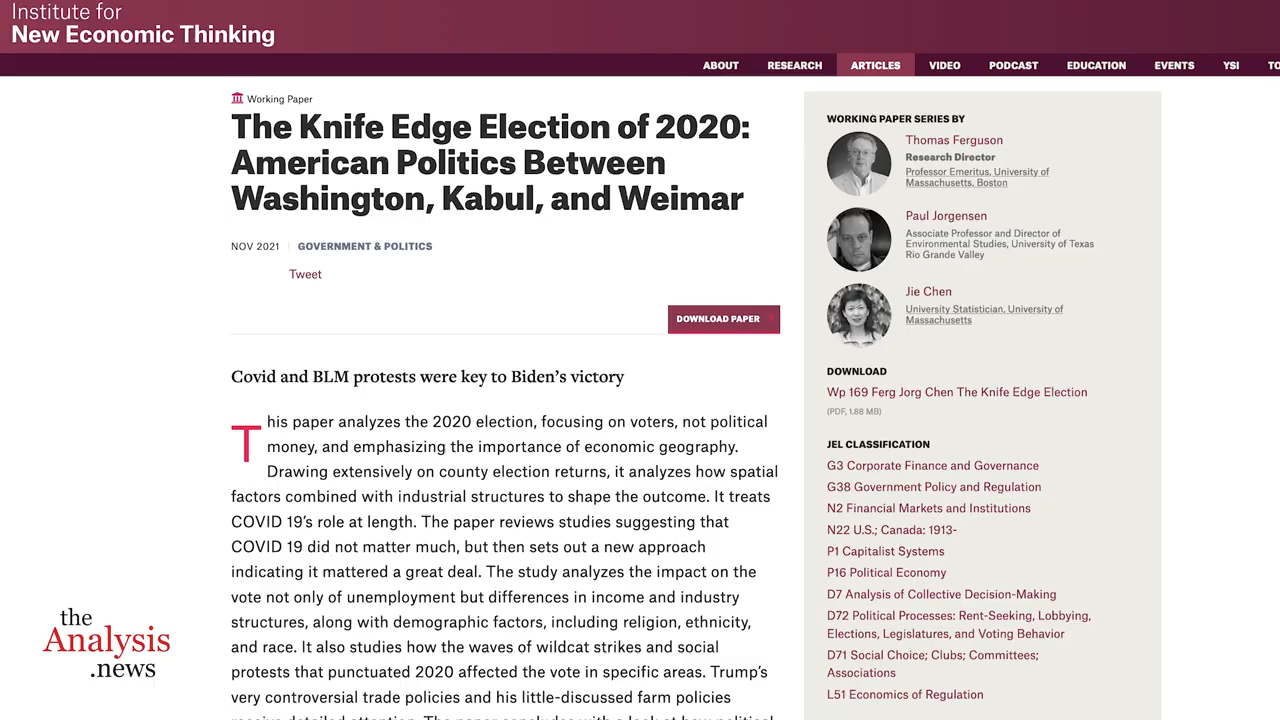 Institute for
New Economic Thinking
ABOUT RESEARCH ARTICLES VIDEO PODCAST EDUCATION EVENTS YSI
Working Paper
The Knife Edge Election of 2020:
American Politics Between
Washington, Kabul, and Weimar
NOV 2021 | GOVERNMENT & POLITICS
Tweet
DOWNLOAD PAPER
Covid and BLM protests were key to Biden's victory
This paper analyzes the 2020 election, focusing on voters, not political
money, and emphasizing the importance of economic geography.
Drawing extensively on county election returns, it analyzes how spatial
factors combined with industrial structures to shape the outcome. It treats
COVID 19's role at length. The paper reviews studies suggesting that
COVID 19 did not matter much, but then sets out a new approach
indicating it mattered a great deal. The study analyzes the impact on the
vote not only of unemployment but differences in income and industry
structures, along with demographic factors, including religion, ethnicity,
and race. It also studies how the waves of wildcat strikes and social
protests that punctuated 2020 affected the vote in specific areas. Trump's
very controversial trade policies and his little-discussed farm policies
WORKING PAPER SERIES BY
Thomas Ferguson
Research Director
Professor Emeritus, University of
Massachusetts, Boston
Paul Jorgensen
Associate Professor and Director of
Environmental Studies, University of Texas
Rio Grande Valley
Jie Chen
University Statistician, University of
Massachusetts
DOWNLOAD
Wp 169 Ferg Jorg Chen The Knife Edge Election
(PDF, 1.88 MB)
JEL CLASSIFICATION
G3 Corporate Finance and Governance
G38 Government Policy and Regulation
N2 Financial Markets and Institutions
N22 U.S.; Canada: 1913-
P1 Capitalist Systems
P16 Political Economy
D7 Analysis of Collective Decision-Making
D72 Political Processes: Rent-Seeking, Lobbying,
Elections, Legislatures, and Voting Behavior
D71 Social Choice; Clubs; Committees;
Associations
L51 Economics of Regulation
the
Analysis
.news